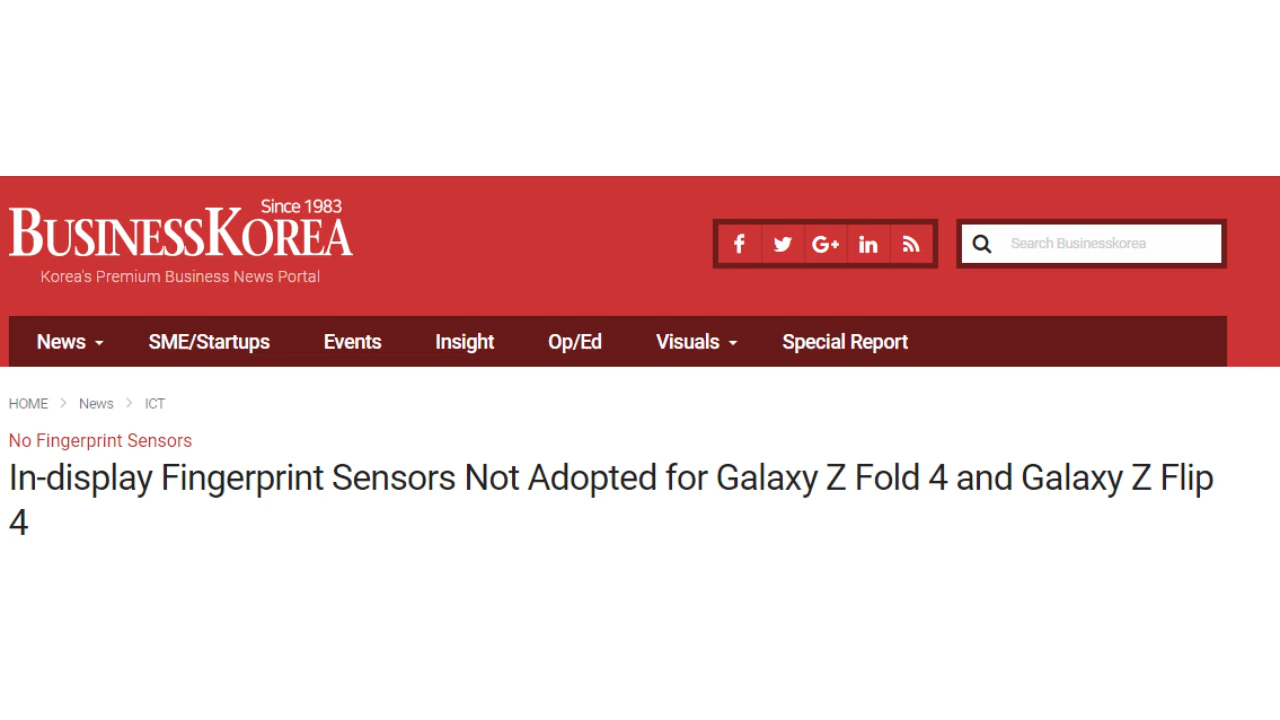 Since 1983
BUSINESSKOREA
Korea's Premium Business News Portal
Search Businesskorea
News SME/Startups Events Insight Op/Ed Visuals Special Report
HOME News ICT
No Fingerprint Sensors
In-display Fingerprint Sensors Not Adopted for Galaxy Z Fold 4 and Galaxy Z Flip
4